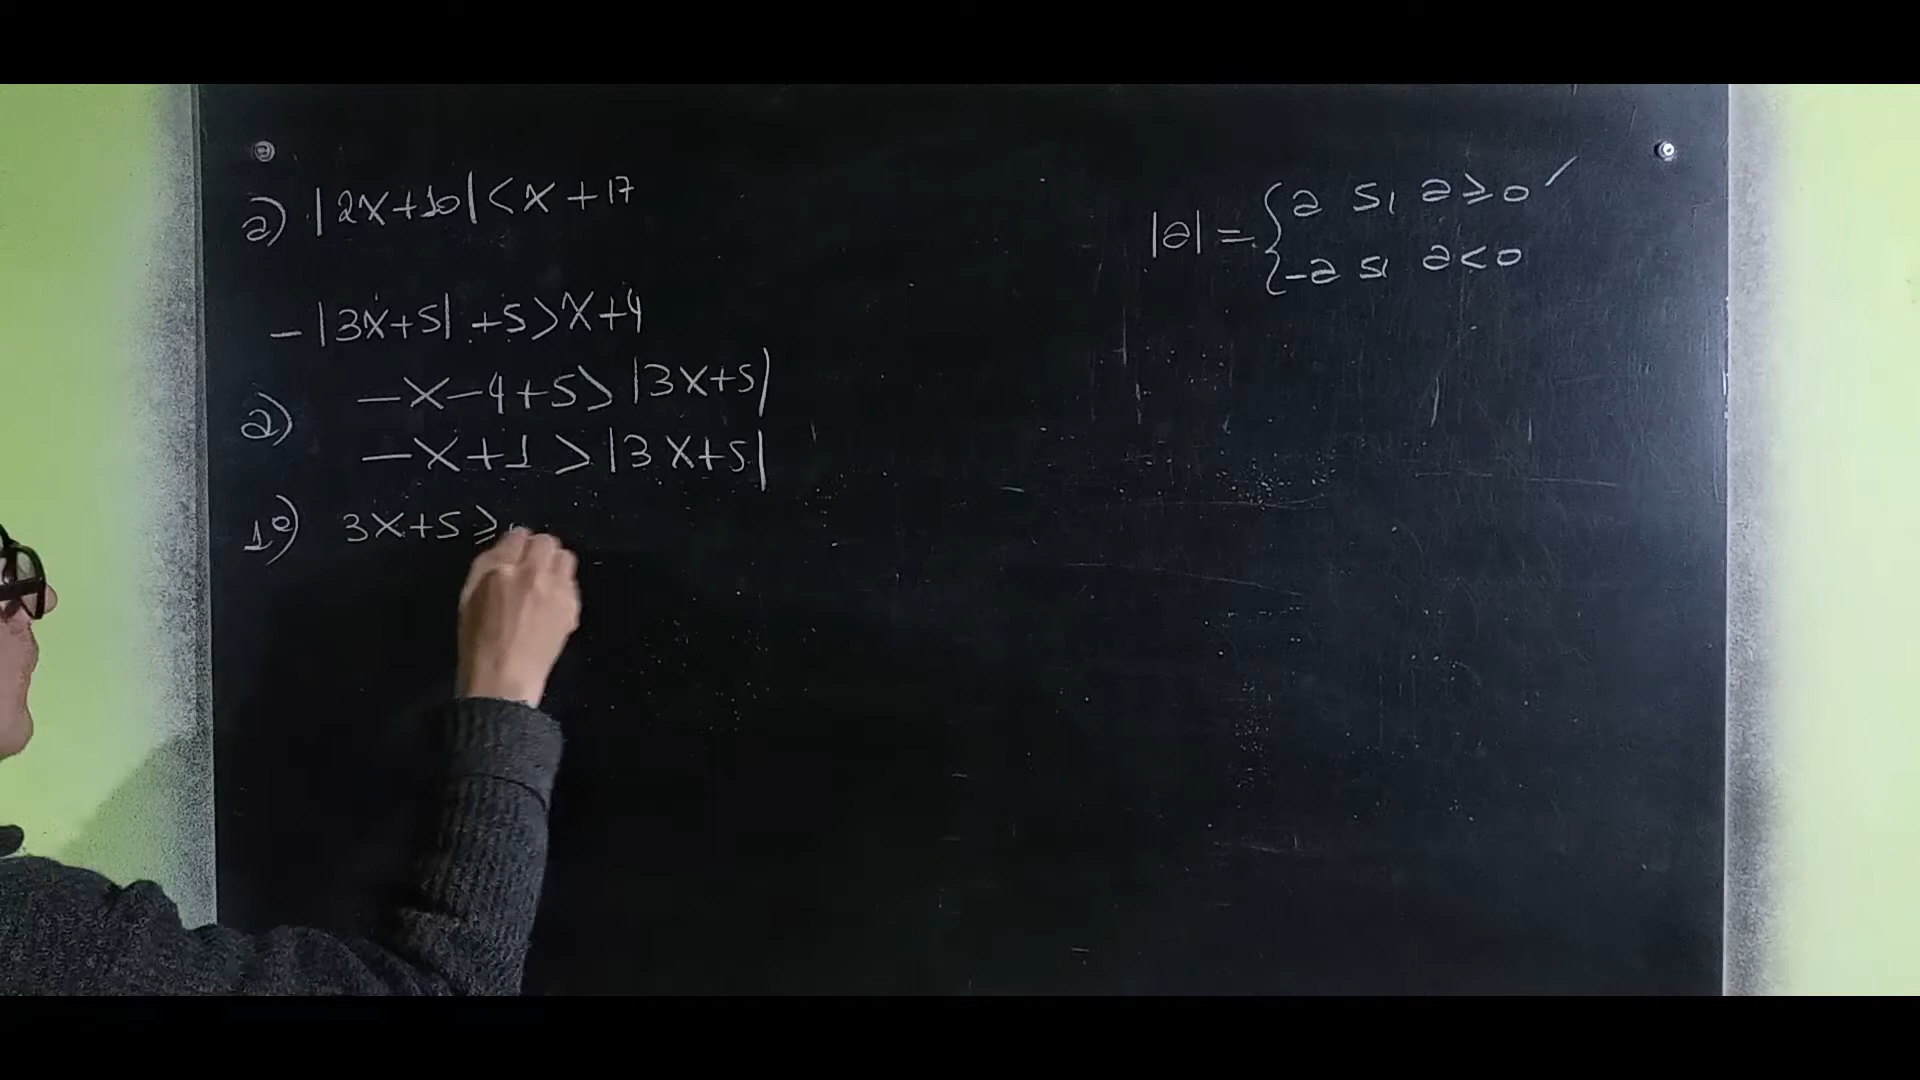 a) |2x+10|<x+17
|a|= { a si a≥0
-a si a<0
-|3x+5| +5>x+4
a) -x-4+5>|3x+5|
-x+1>|3x+5|
1º) 3x+5≥